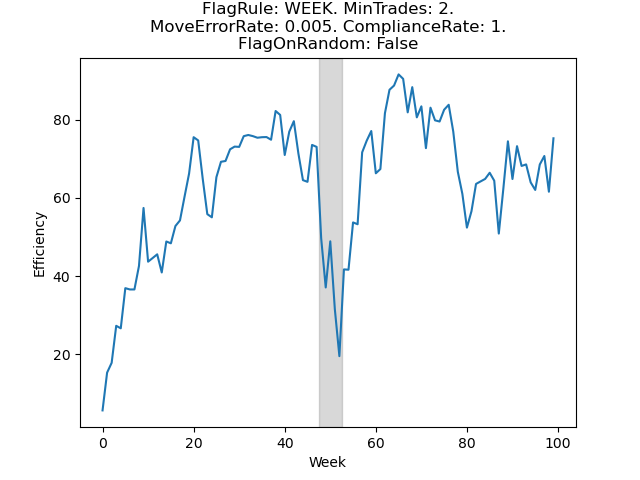 FlagRule: WEEK. MinTrades: 2.
MoveErrorRate: 0.005. ComplianceRate: 1.
FlagOnRandom: False
80
60
40
20
Efficiency
0 20 40 60 80 100
Week